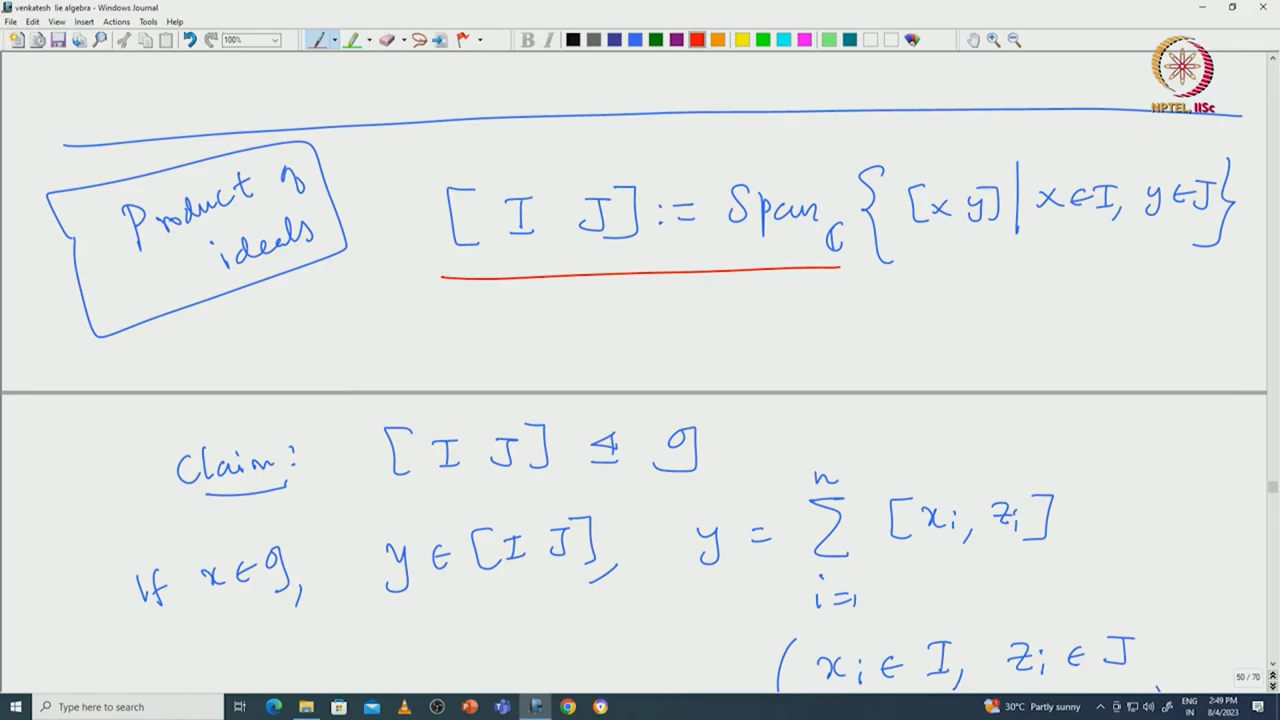 venkatesh lie algebra - Windows Journal
File Edit View Insert Actions Tools Help
100%
NPTEL, IISc
Product of
ideals
[ I J ] := Span_ℂ { [x y] | x ∈ I, y ∈ J }
Claim: [ I J ] ⊴ g
If x ∈ g, y ∈ [ I J ], y = ∑_{i=1}^{n} [x_i, z_i]
( x_i ∈ I, z_i ∈ J
50 / 70
Type here to search
30°C Partly sunny
ENG
IN
2:49 PM
8/4/2023